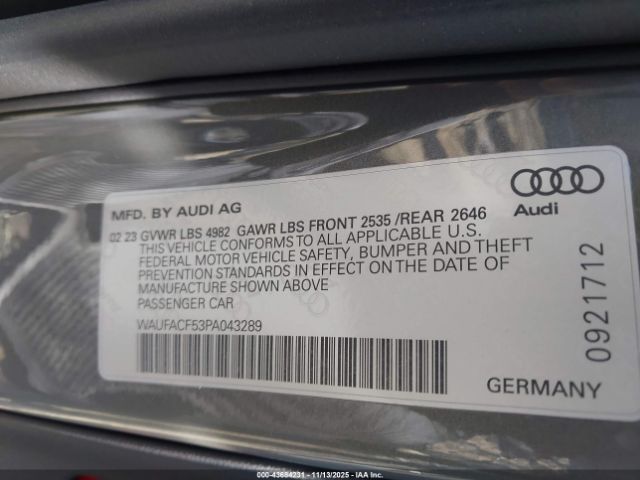 MFD. BY AUDI AG
02 23 GVWR LBS 4982 GAWR LBS FRONT 2535 /REAR 2646
THIS VEHICLE CONFORMS TO ALL APPLICABLE U.S.
FEDERAL MOTOR VEHICLE SAFETY, BUMPER AND THEFT
PREVENTION STANDARDS IN EFFECT ON THE DATE OF
MANUFACTURE SHOWN ABOVE
PASSENGER CAR
WAUFACF53PA043289
Audi
0921712
GERMANY
000-43684231 - 11/13/2025 - IAA Inc.